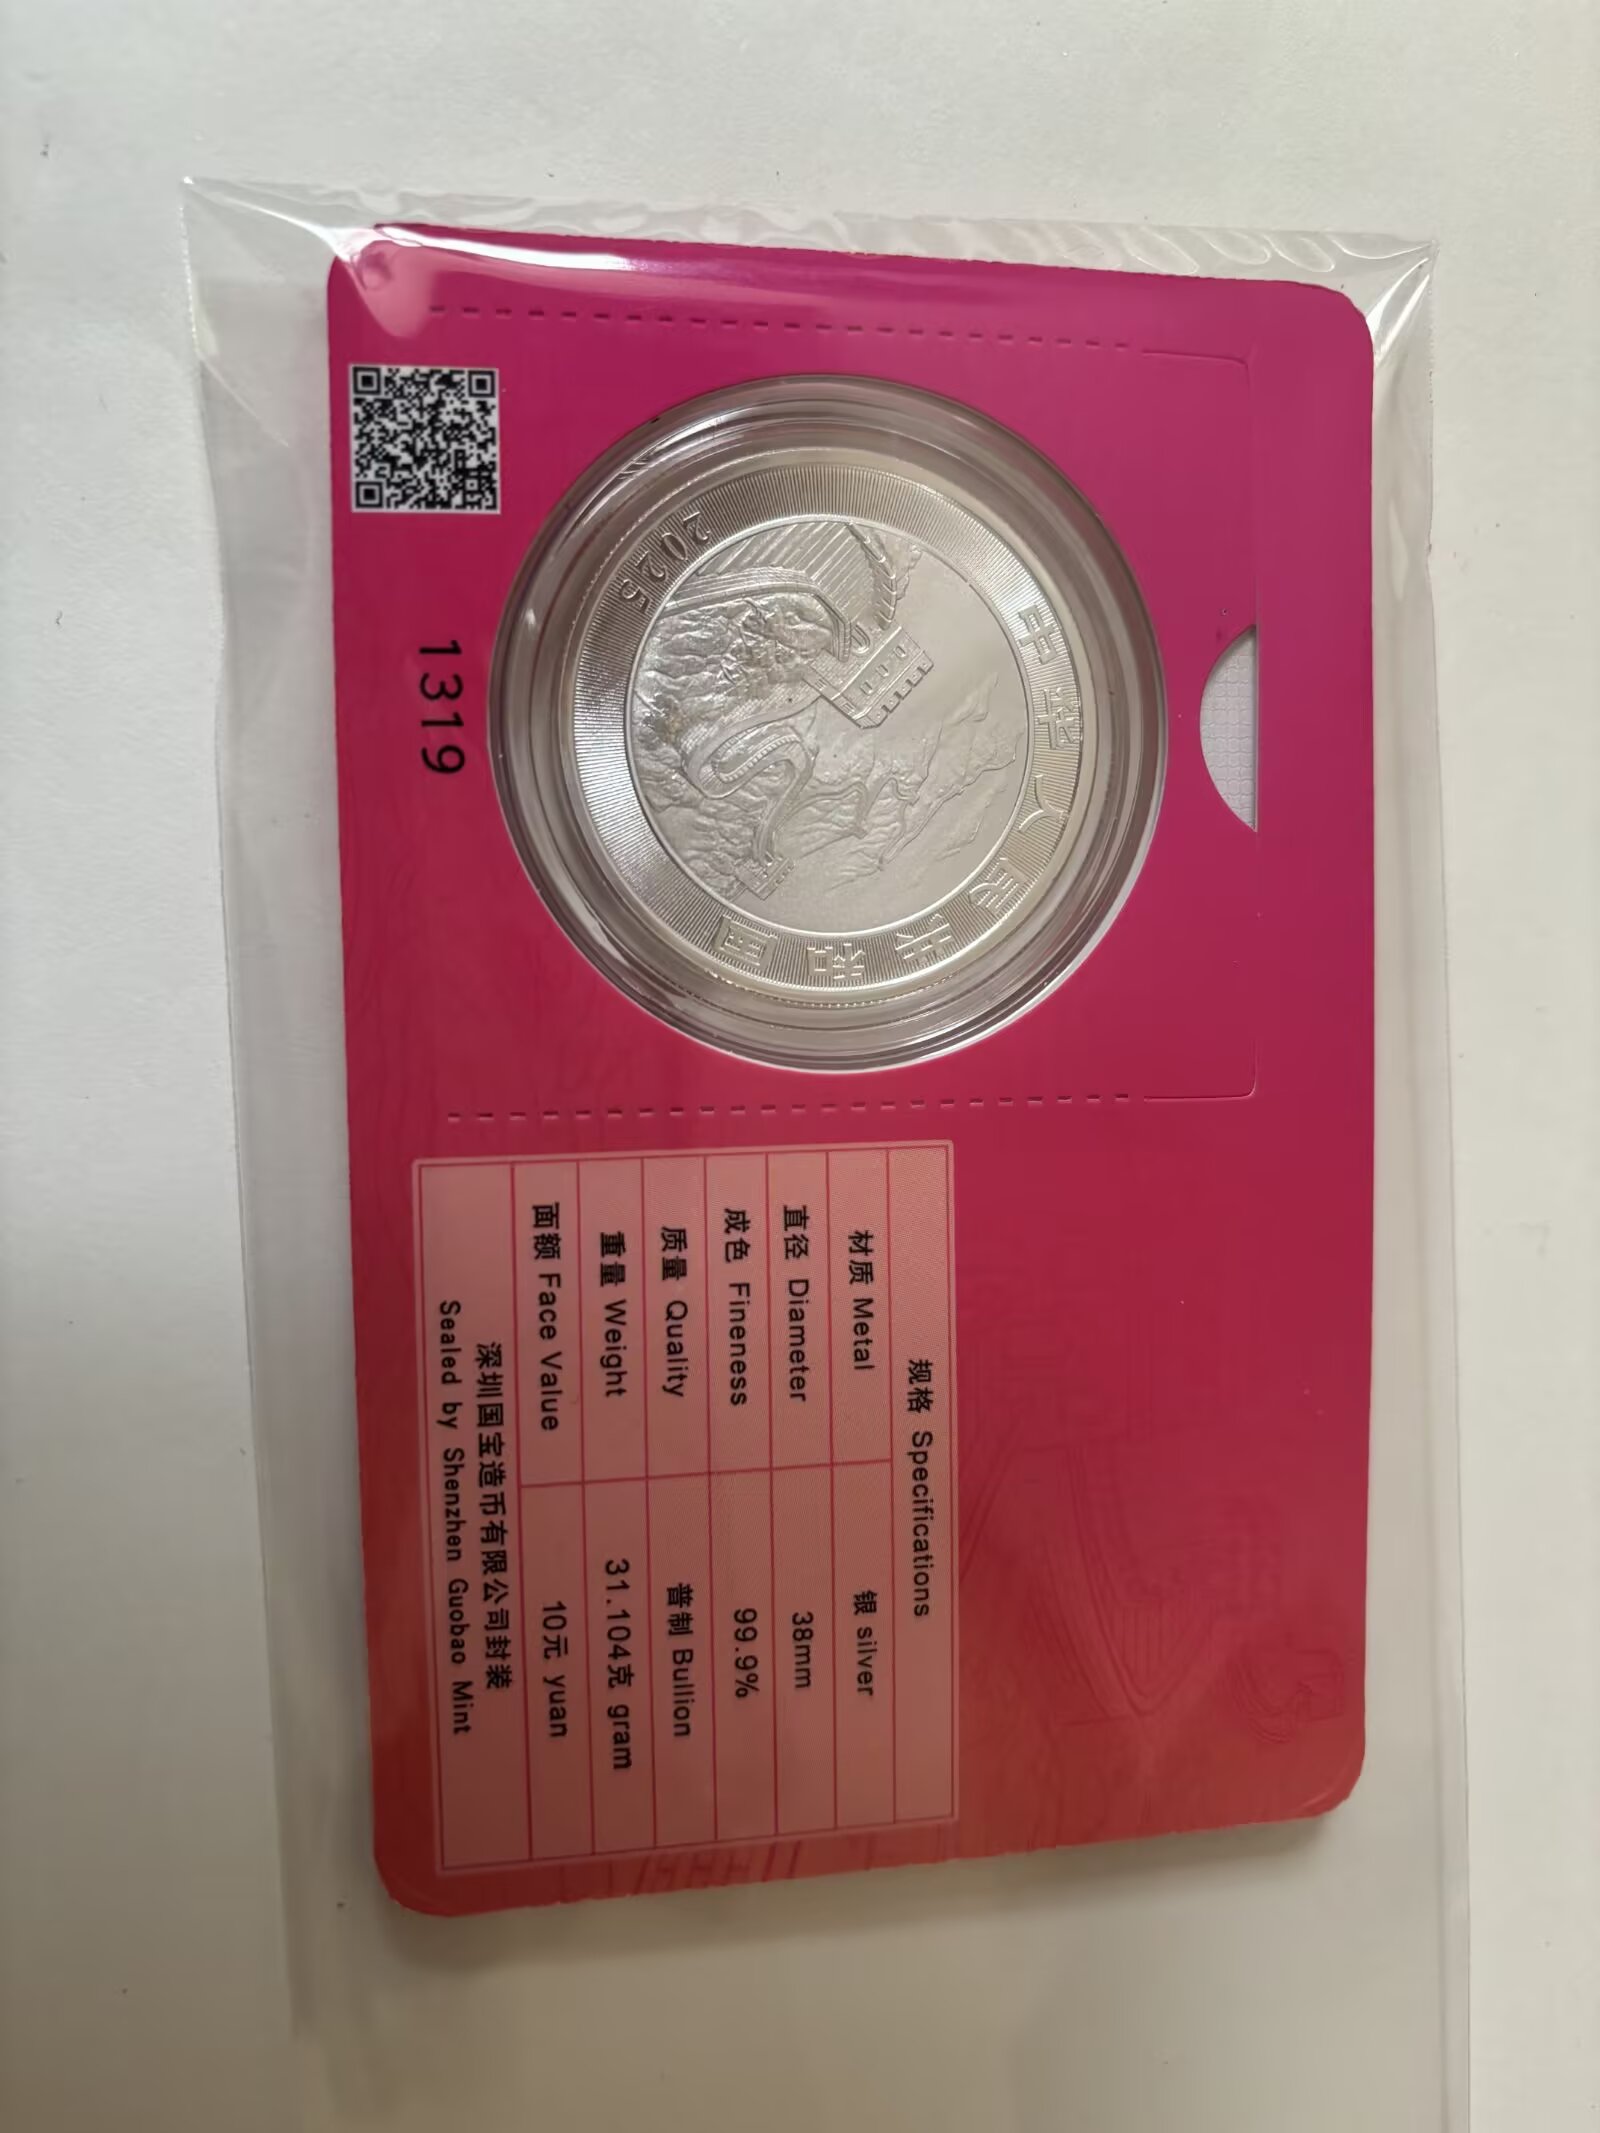 中华人民共和国
2025
1319
规格 Specifications
材质 Metal 银 silver
直径 Diameter 38mm
成色 Fineness 99.9%
质量 Quality 普制 Bullion
重量 Weight 31.104克 gram
面额 Face Value 10元 yuan
深圳国宝造币有限公司封装
Sealed by Shenzhen Guobao Mint